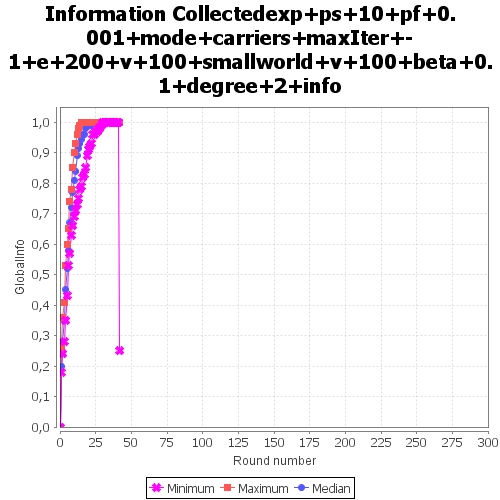 Information Collectedexp+ps+10+pf+0.
001+mode+carriers+maxIter+-
1+e+200+v+100+smallworld+v+100+beta+0.
1+degree+2+info
1,0
0,9
0,8
0,7
0,6
0,5
0,4
0,3
0,2
0,1
0,0
GlobalInfo
0 25 50 75 100 125 150 175 200 225 250 275 300
Round number
Minimum Maximum Median